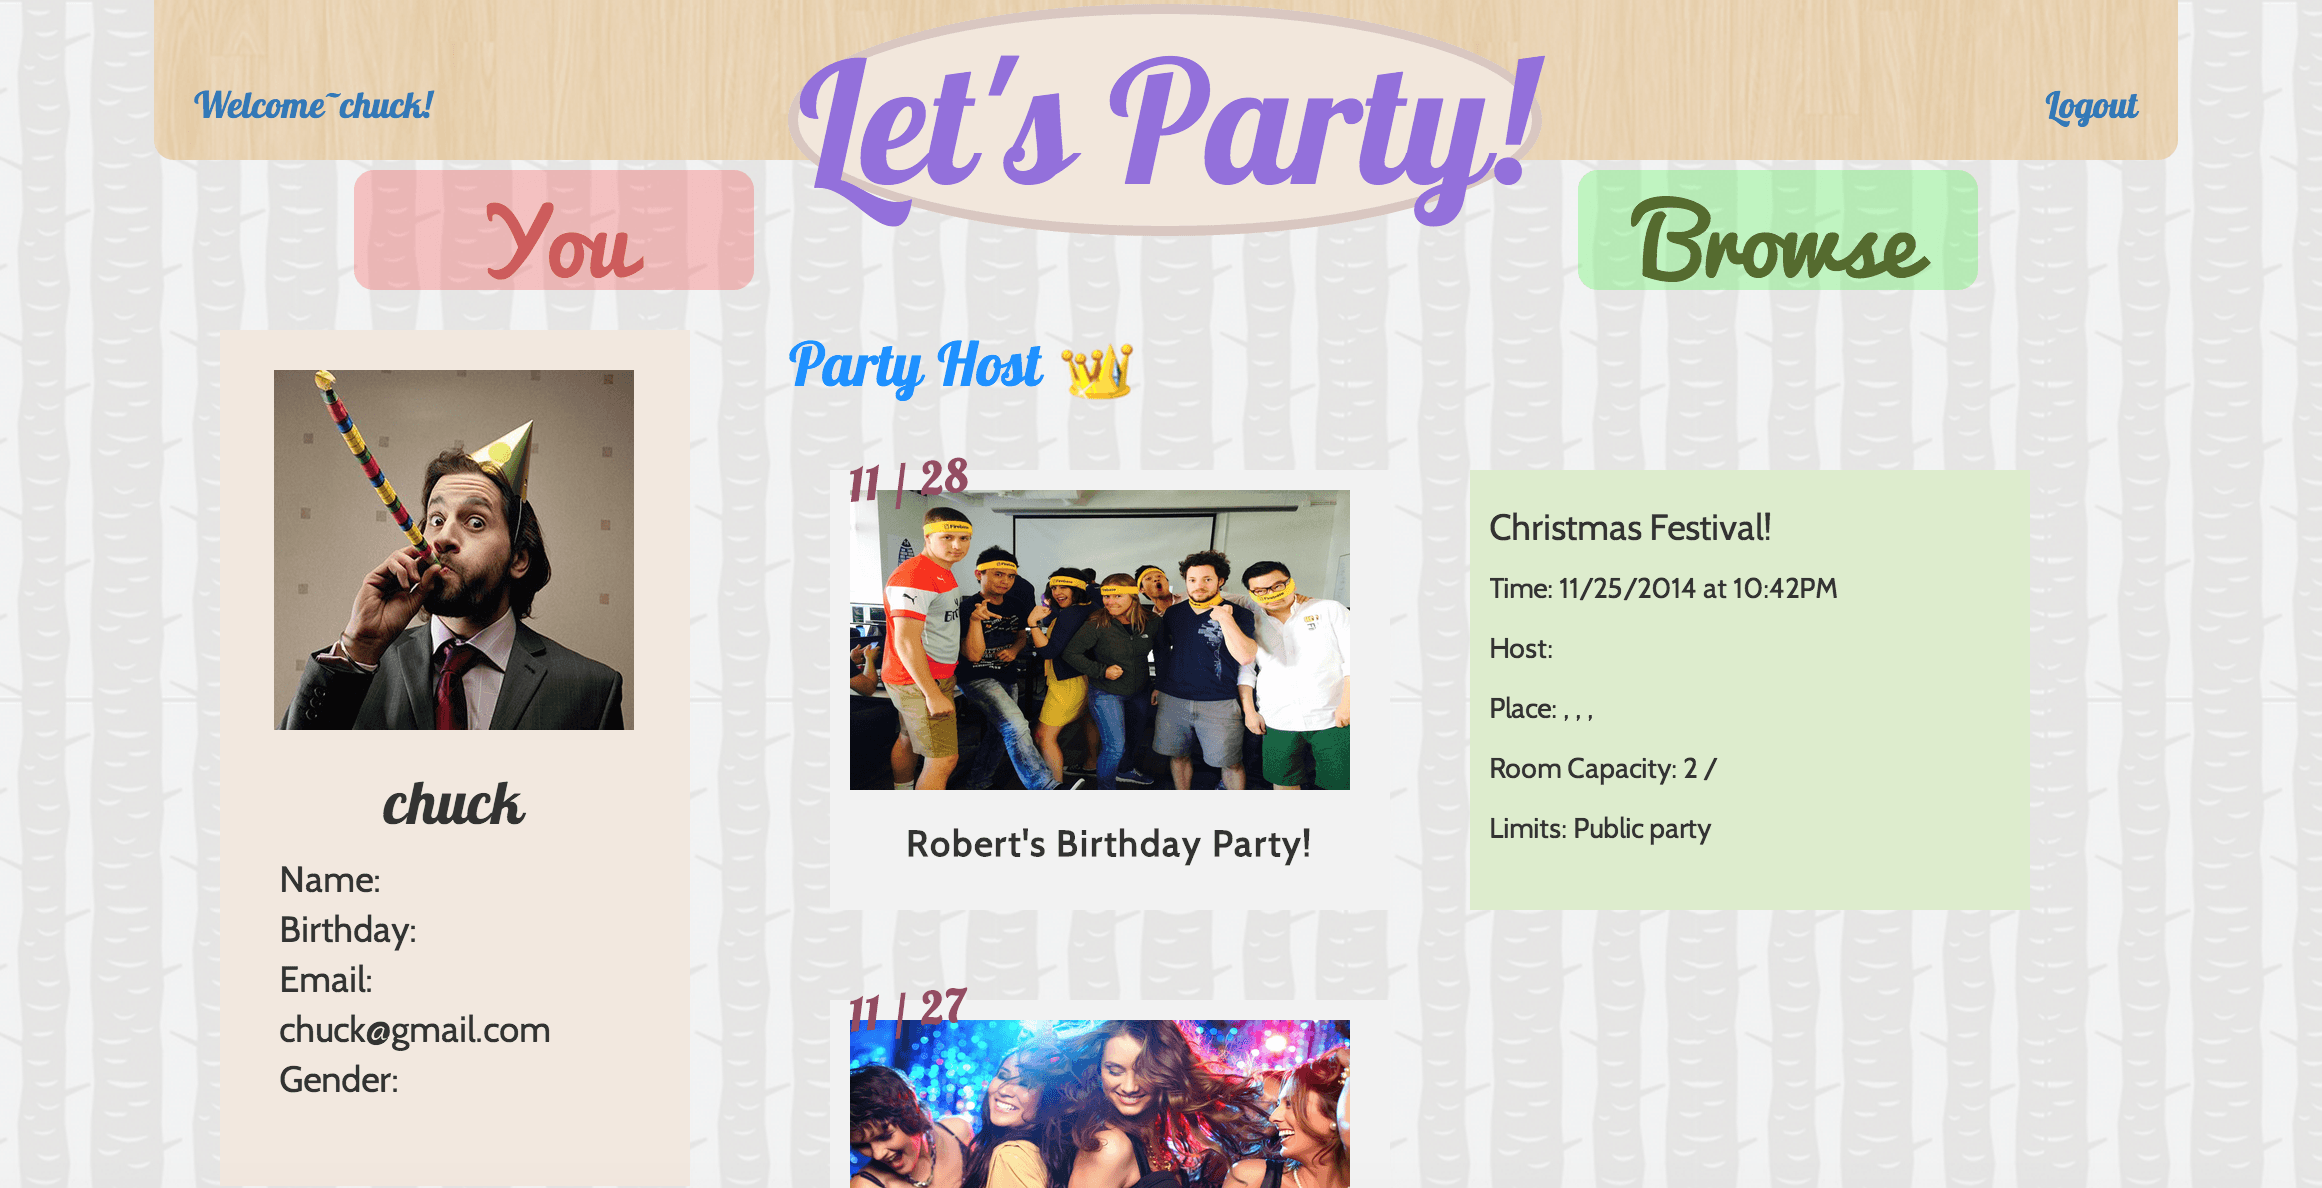 Welcome~chuck!
Let's Party!
Logout
You
Browse
Party Host
chuck
Name:
Birthday:
Email:
chuck@gmail.com
Gender:
11 / 28
Robert's Birthday Party!
11 / 27
Christmas Festival!
Time: 11/25/2014 at 10:42PM
Host:
Place: , , ,
Room Capacity: 2 /
Limits: Public party